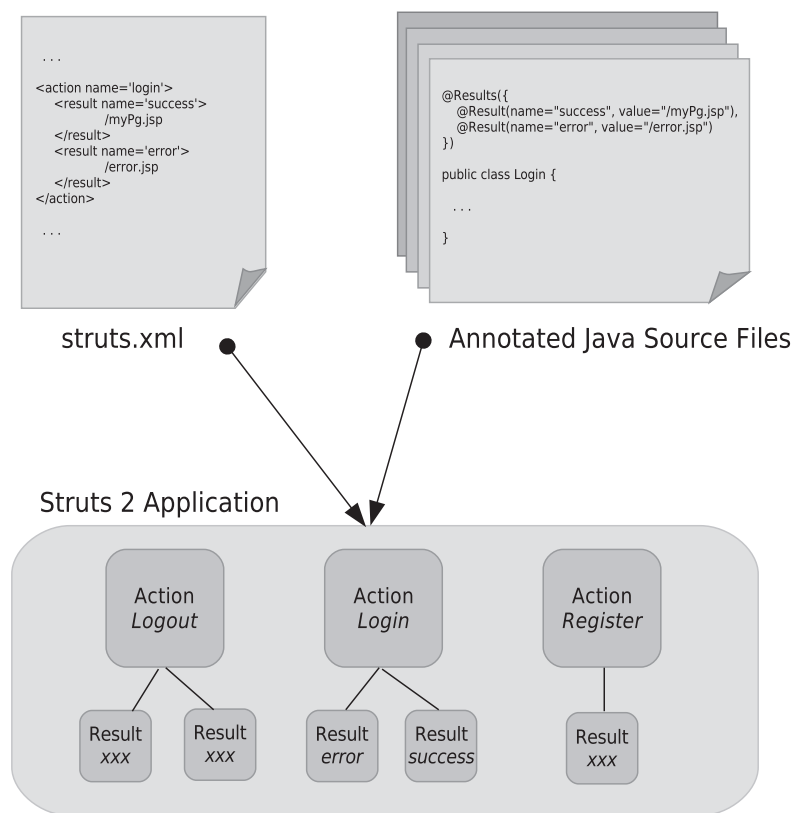 . . .
<action name='login'>
<result name='success'>
/myPg.jsp
</result>
<result name='error'>
/error.jsp
</result>
</action>
. . .
@Results({
@Result(name="success", value="/myPg.jsp"),
@Result(name="error", value="/error.jsp")
})
public class Login {
. . .
}
struts.xml
Annotated Java Source Files
Struts 2 Application
Action
Logout
Action
Login
Action
Register
Result
xxx
Result
xxx
Result
error
Result
success
Result
xxx